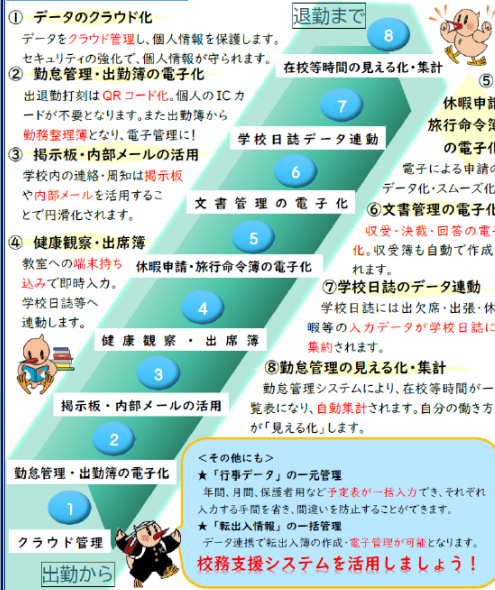 ① データのクラウド化
データをクラウド管理し、個人情報を保護します。
セキュリティの強化で、個人情報が守られます。
② 勤怠管理・出勤簿の電子化
出退勤打刻はQRコード化。個人のICカ
ードが不要となります。また出勤簿から
勤務整理簿となり、電子管理に！
③ 掲示板・内部メールの活用
学校内の連絡・周知は掲示板
や内部メールを活用するこ
とで円滑化されます。
④ 健康観察・出席簿
教室への端末持ち
込みで即時入力。
学校日誌等へ
連動します。
退勤まで
8
在校等時間の見える化・集計
7
学校日誌データ連動
6
文書管理の電子化
5
休暇申請・旅行命令簿の電子化
4
健康観察・出席簿
3
掲示板・内部メールの活用
2
勤怠管理・出勤簿の電子化
1
クラウド管理
出勤から
⑤
休暇申請
旅行命令簿
の電子化
電子による申請の
データ化・スムーズ化
⑥文書管理の電子化
収受・決裁・回答の電子
化。収受簿も自動で作成
れます。
⑦学校日誌のデータ連動
学校日誌には出欠席・出張・休
暇等の入力データが学校日誌に
集約されます。
⑧勤怠管理の見える化・集計
勤怠管理システムにより、在校等時間が一
覧表になり、自動集計されます。自分の働き方
が「見える化」します。
＜その他にも＞
★「行事データ」の一元管理
年間、月間、保護者用など予定表が一括入力でき、それぞれ
入力する手間を省き、間違いを防止することができます。
★「転出入情報」の一括管理
データ連携で転出入簿の作成・電子管理が可能となります。
校務支援システムを活用しましょう！